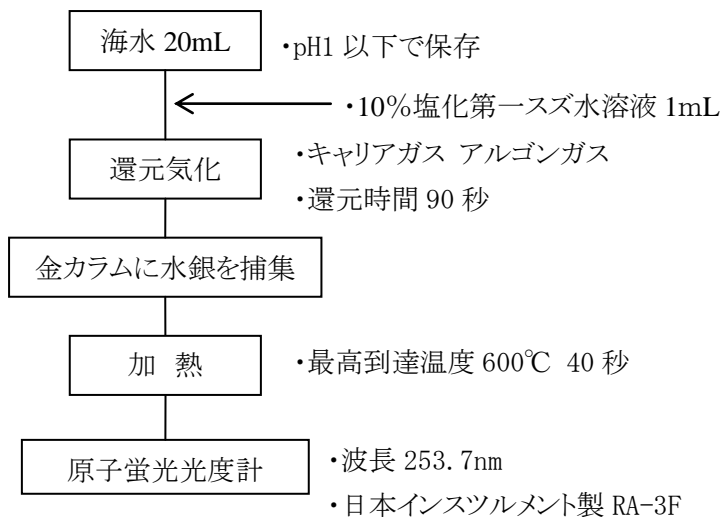 海水 20mL
・pH1 以下で保存
・10％塩化第一スズ水溶液 1mL
還元気化
・キャリアガス アルゴンガス
・還元時間 90 秒
金カラムに水銀を捕集
加 熱
・最高到達温度 600℃ 40 秒
原子蛍光光度計
・波長 253.7nm
・日本インスツルメント製 RA-3F